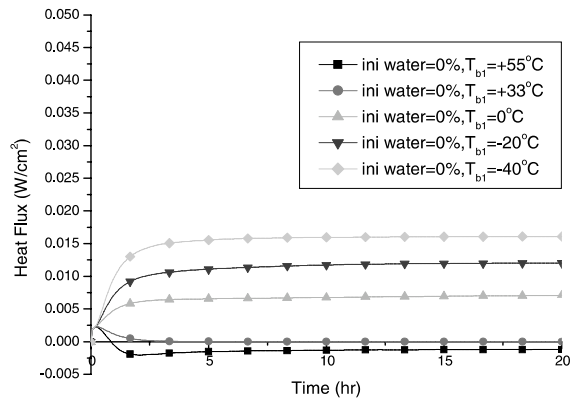 0.050
0.045
0.040
0.035
0.030
0.025
0.020
0.015
0.010
0.005
0.000
-0.005
Heat Flux (W/cm²)
ini water=0%,T_b1=+55°C
ini water=0%,T_b1=+33°C
ini water=0%,T_b1=0°C
ini water=0%,T_b1=-20°C
ini water=0%,T_b1=-40°C
0 5 10 15 20
Time (hr)